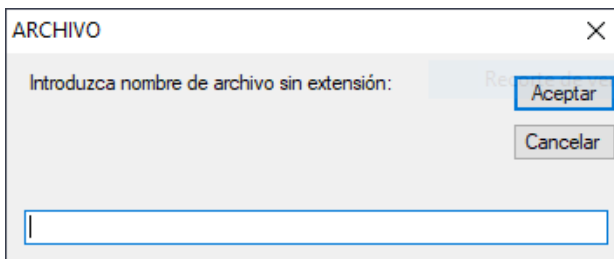 ARCHIVO
Introduzca nombre de archivo sin extensión:
Aceptar
Cancelar